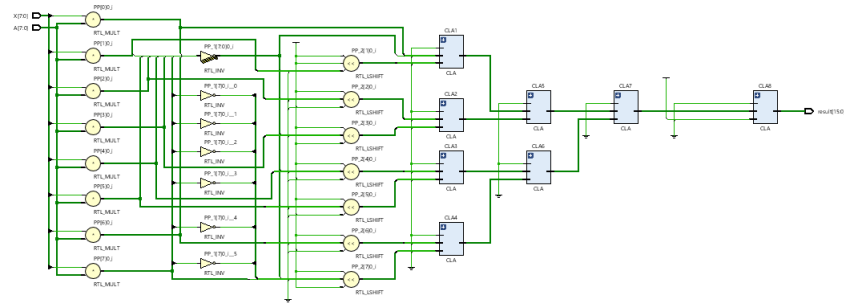 X[7:0]
A[7:0]
PP[0]0_i
RTL_MULT
PP[1]0_i
RTL_MULT
PP[2]0_i
RTL_MULT
PP[3]0_i
RTL_MULT
PP[4]0_i
RTL_MULT
PP[5]0_i
RTL_MULT
PP[6]0_i
RTL_MULT
PP[7]0_i
RTL_MULT
PP_1[7]0_i
RTL_INV
PP_1[7]0_i__0
RTL_INV
PP_1[7]0_i__1
RTL_INV
PP_1[7]0_i__2
RTL_INV
PP_1[7]0_i__3
RTL_INV
PP_1[7]0_i__4
RTL_INV
PP_1[7]0_i__5
RTL_INV
PP_2[1]0_i
RTL_LSHIFT
PP_2[2]0_i
RTL_LSHIFT
PP_2[3]0_i
RTL_LSHIFT
PP_2[4]0_i
RTL_LSHIFT
PP_2[5]0_i
RTL_LSHIFT
PP_2[6]0_i
RTL_LSHIFT
PP_2[7]0_i
RTL_LSHIFT
CLA1
CLA
CLA2
CLA
CLA3
CLA
CLA4
CLA
CLA5
CLA
CLA6
CLA
CLA7
CLA
CLA8
CLA
result[15:0]